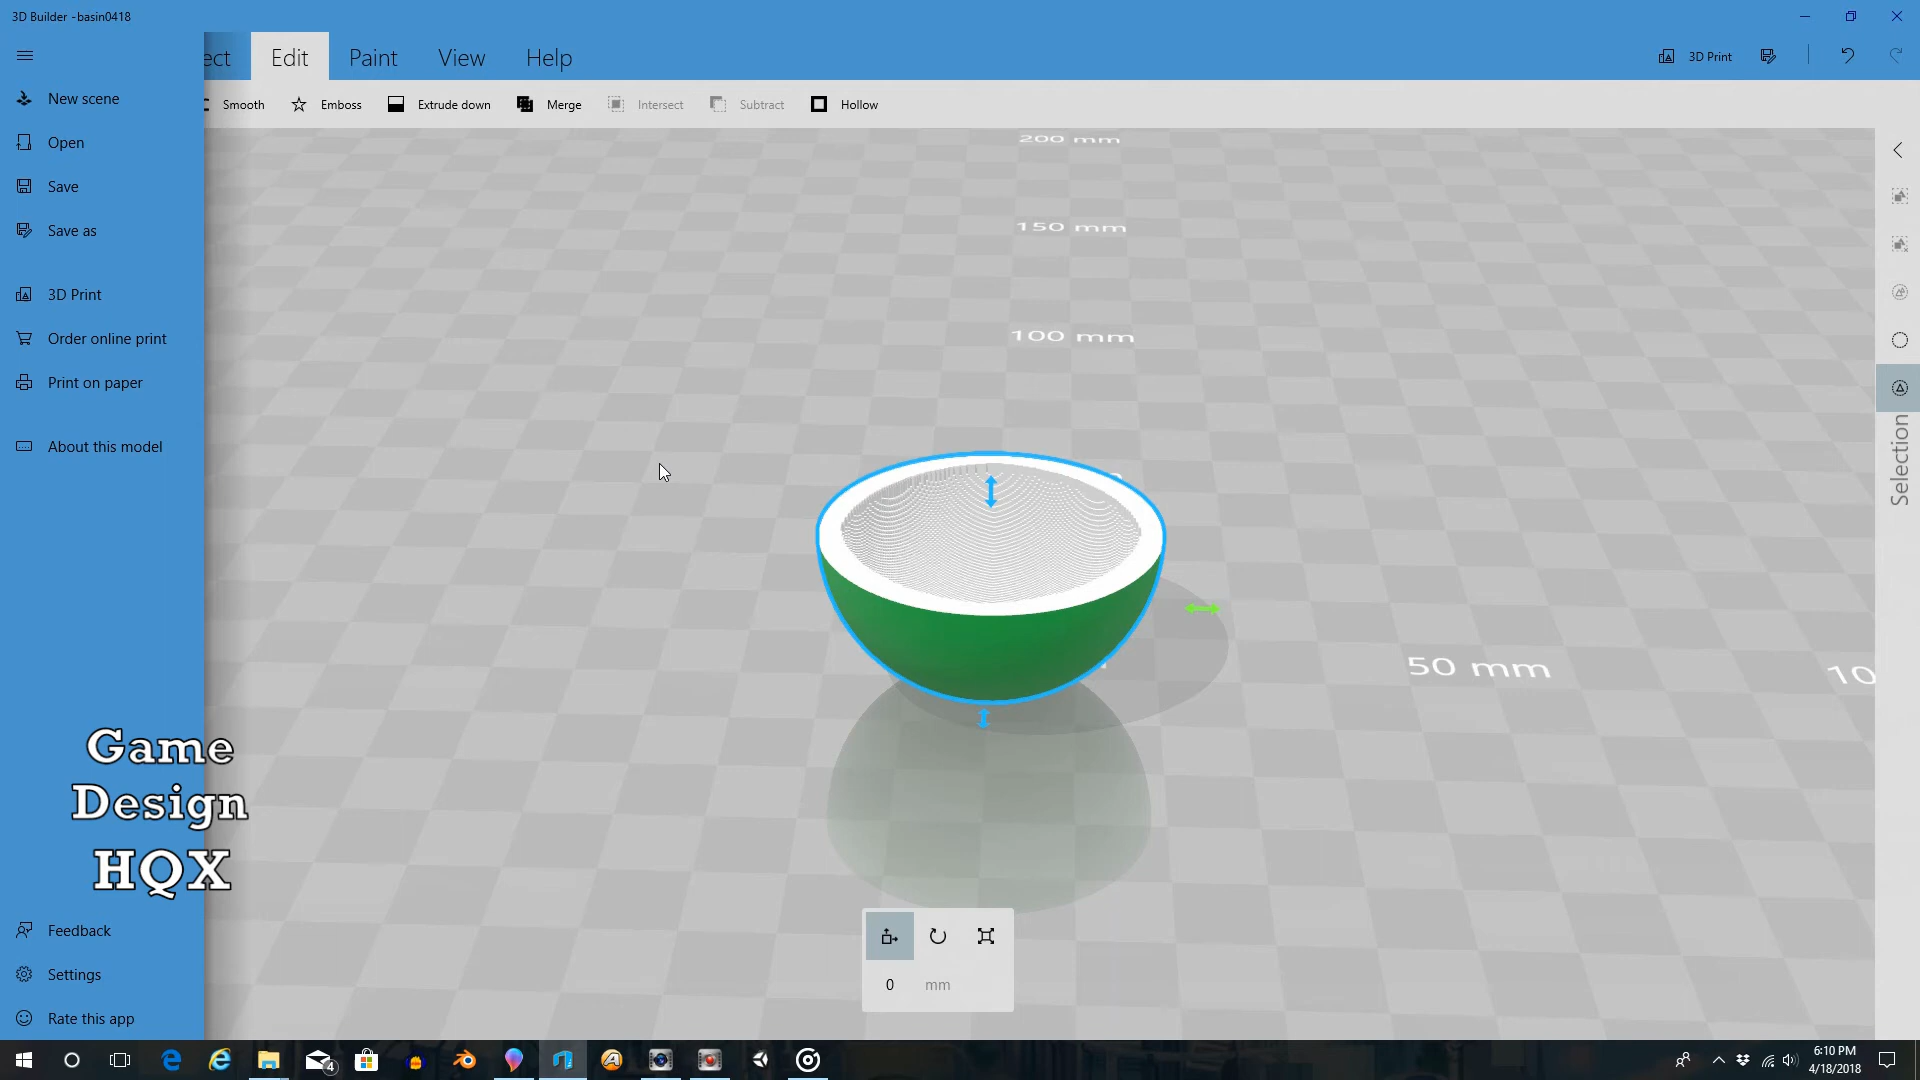 3D Builder -basin0418
ect Edit Paint View Help
3D Print
New scene
Open
Save
Save as
3D Print
Order online print
Print on paper
About this model
Smooth Emboss Extrude down Merge Intersect Subtract Hollow
200 mm
150 mm
100 mm
50 mm
10
Selection
Game
Design
HQX
0 mm
Feedback
Settings
Rate this app
4
6:10 PM
4/18/2018